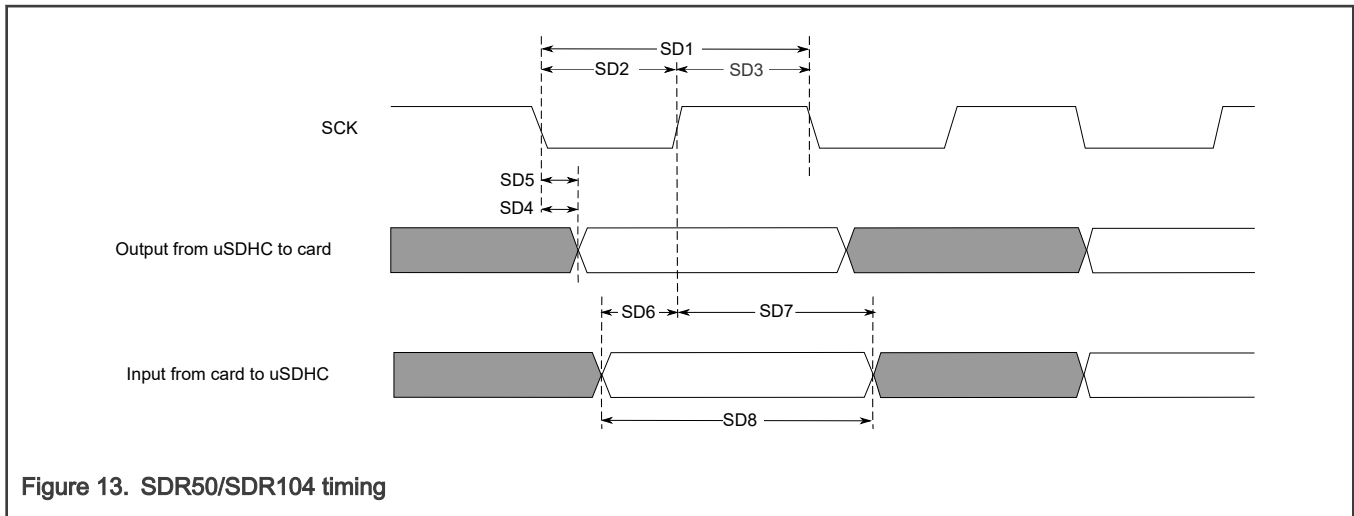 SD1
SD2 SD3
SCK
SD5
SD4
Output from uSDHC to card
SD6 SD7
Input from card to uSDHC
SD8
Figure 13. SDR50/SDR104 timing